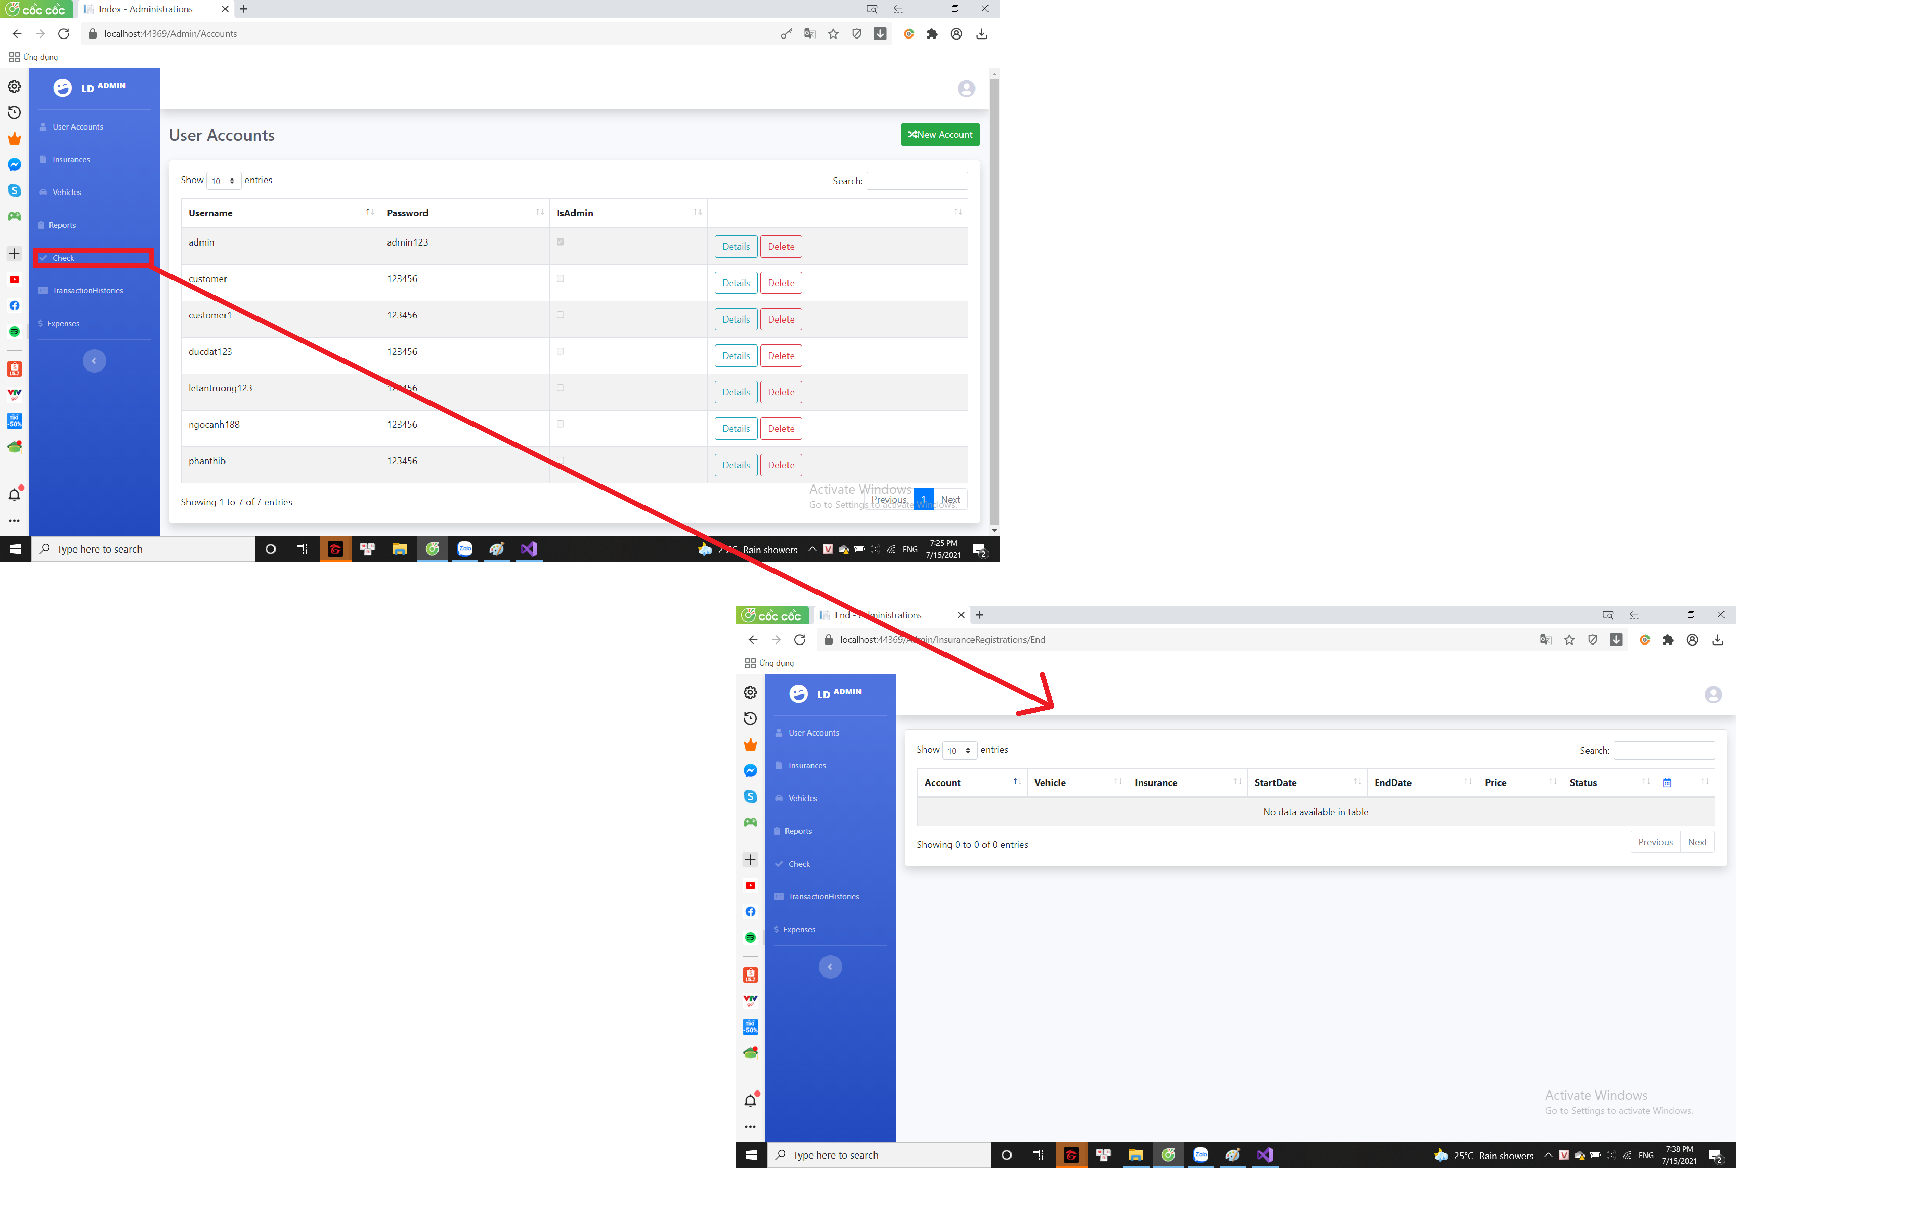 cốc cốc
Index - Administrations
localhost:44369/Admin/Accounts
Ứng dụng
LD ADMIN
User Accounts
Insurances
Vehicles
Reports
Check
TransactionHistories
Expenses
User Accounts
New Account
Show 10 entries
Search:
Username Password IsAdmin
admin admin123 Details Delete
customer 123456 Details Delete
customer1 123456 Details Delete
ducdat123 123456 Details Delete
letantruong123 123456 Details Delete
ngocanh188 123456 Details Delete
phanthib 123456 Details Delete
Showing 1 to 7 of 7 entries
Previous 1 Next
Activate Windows
Go to Settings to activate Windows.
Type here to search
Rain showers
ENG
7:25 PM
7/15/2021
2
cốc cốc
End - Administrations
localhost:44369/Admin/InsuranceRegistrations/End
Ứng dụng
LD ADMIN
User Accounts
Insurances
Vehicles
Reports
Check
TransactionHistories
Expenses
Show 10 entries
Search:
Account Vehicle Insurance StartDate EndDate Price Status
No data available in table
Showing 0 to 0 of 0 entries
Previous Next
Activate Windows
Go to Settings to activate Windows.
Type here to search
25°C Rain showers
ENG
7:38 PM
7/15/2021
2